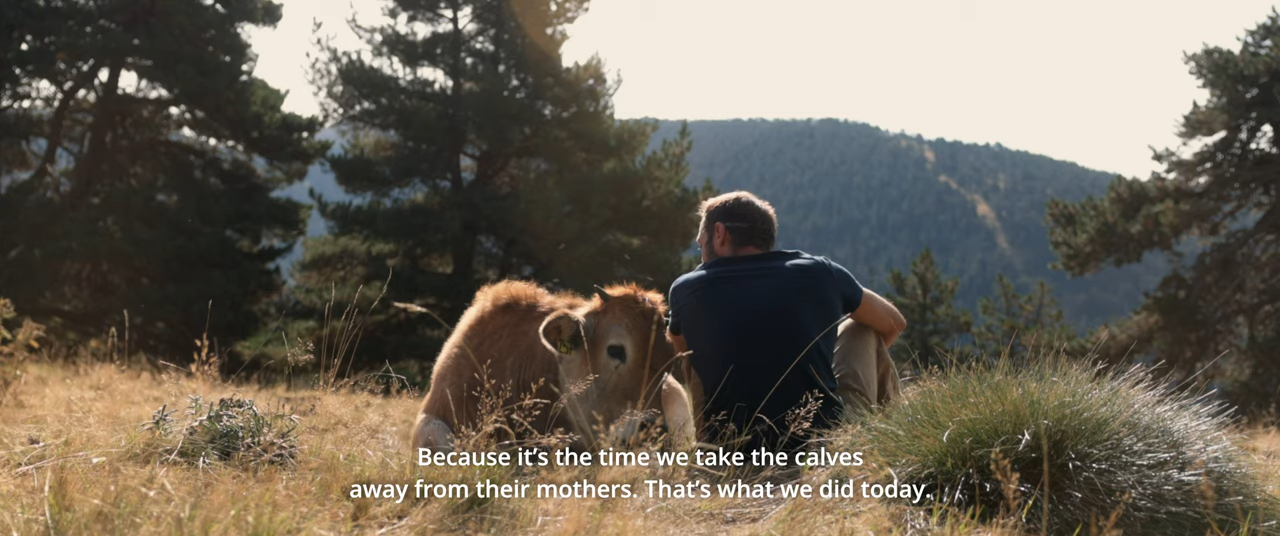 Because it’s the time we take the calves
away from their mothers. That’s what we did today.